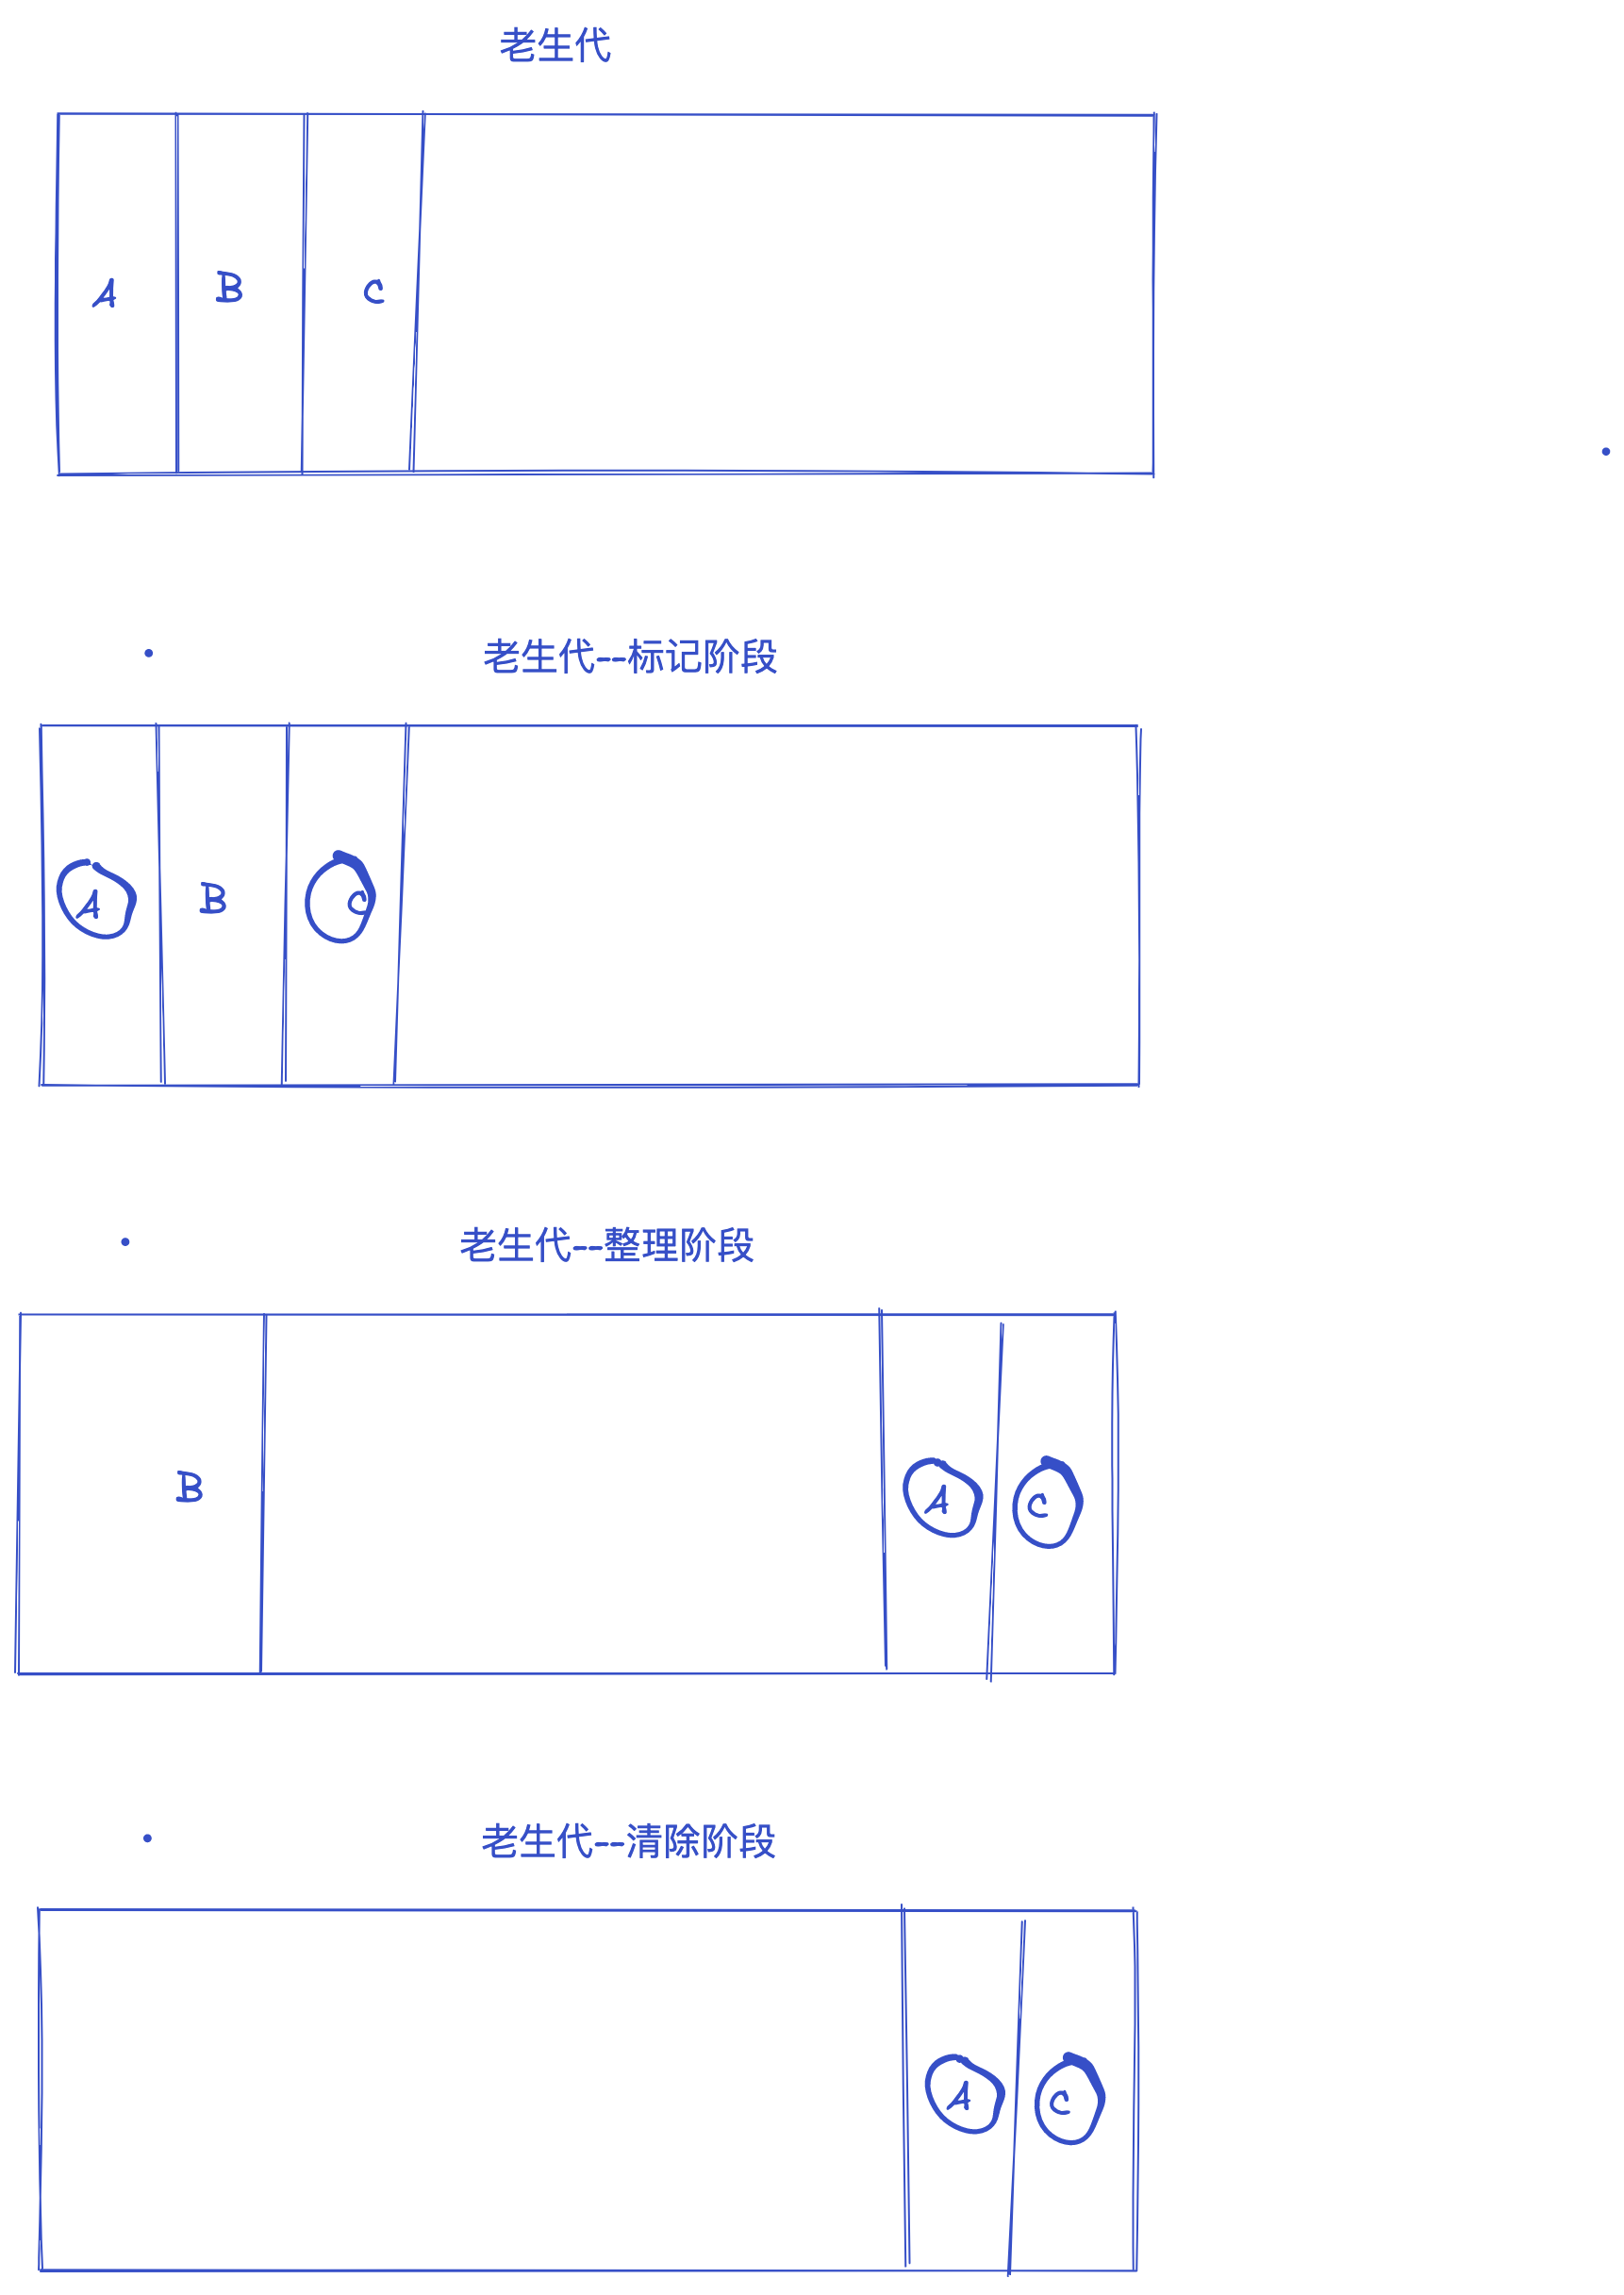 老生代
A B C
老生代--标记阶段
A B C
老生代--整理阶段
B A C
老生代--清除阶段
A C